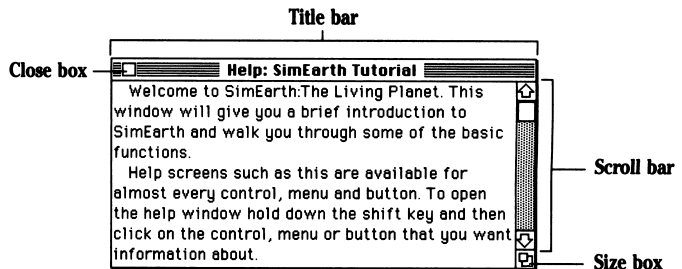 Title bar
Close box
Help: SimEarth Tutorial
Welcome to SimEarth:The Living Planet. This
window will give you a brief introduction to
SimEarth and walk you through some of the basic
functions.
Help screens such as this are available for
almost every control, menu and button. To open
the help window hold down the shift key and then
click on the control, menu or button that you want
information about.
Scroll bar
Size box